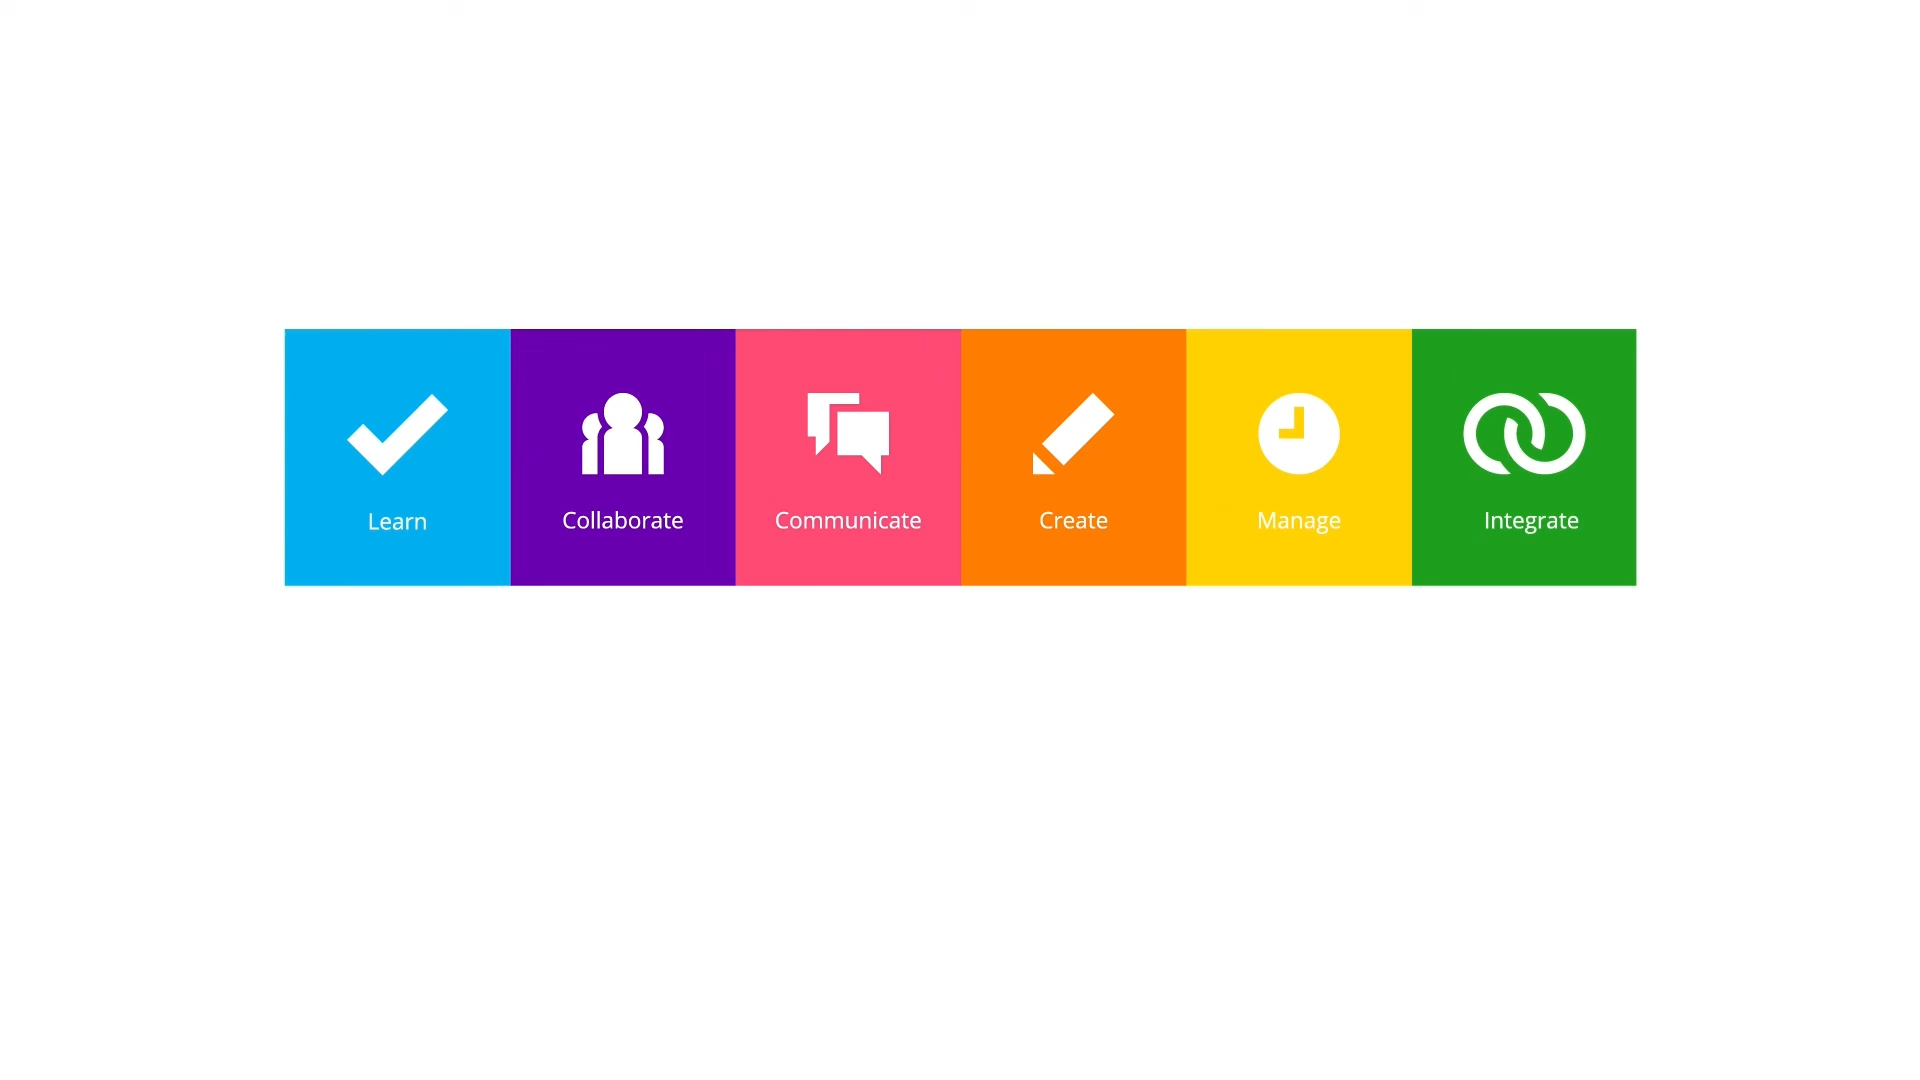 Learn
Collaborate
Communicate
Create
Manage
Integrate